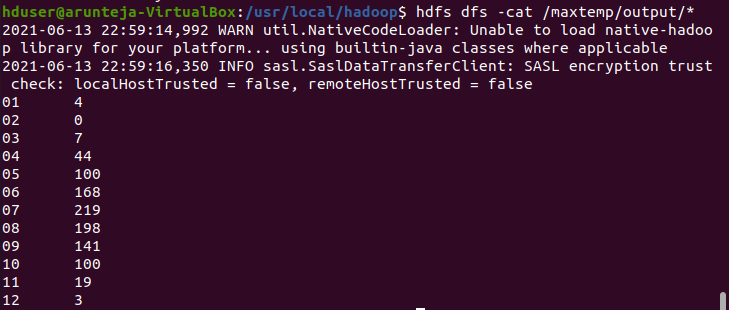 hduser@arunteja-VirtualBox:/usr/local/hadoop$ hdfs dfs -cat /maxtemp/output/*
2021-06-13 22:59:14,992 WARN util.NativeCodeLoader: Unable to load native-hadoo
p library for your platform... using builtin-java classes where applicable
2021-06-13 22:59:16,350 INFO sasl.SaslDataTransferClient: SASL encryption trust
 check: localHostTrusted = false, remoteHostTrusted = false
01      4
02      0
03      7
04      44
05      100
06      168
07      219
08      198
09      141
10      100
11      19
12      3